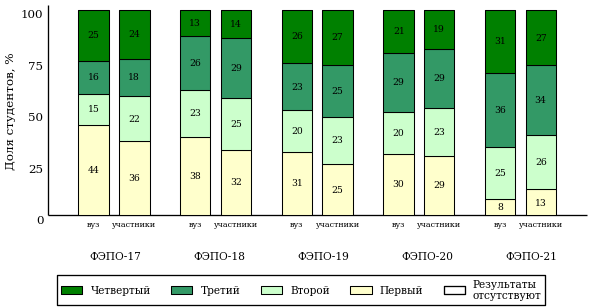 Доля студентов, %
100
75
50
25
0
25 24 13 14 26 27 21 19 31 27
16 18 26 29 23 25 29 29 36 34
15 22 23 25 20 23 20 23 25 26
44 36 38 32 31 25 30 29 8 13
вуз участники вуз участники вуз участники вуз участники вуз участники
ФЭПО-17 ФЭПО-18 ФЭПО-19 ФЭПО-20 ФЭПО-21
Четвертый Третий Второй Первый Результаты
отсутствуют